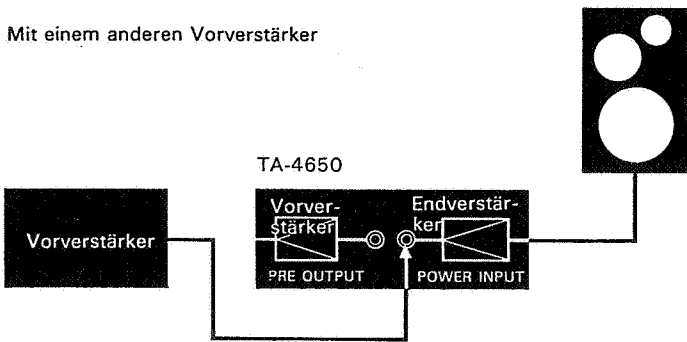 Mit einem anderen Vorverstärker
TA-4650
Vorverstärker
Vorver-
stärker
PRE OUTPUT
Endverstär-
ker
POWER INPUT